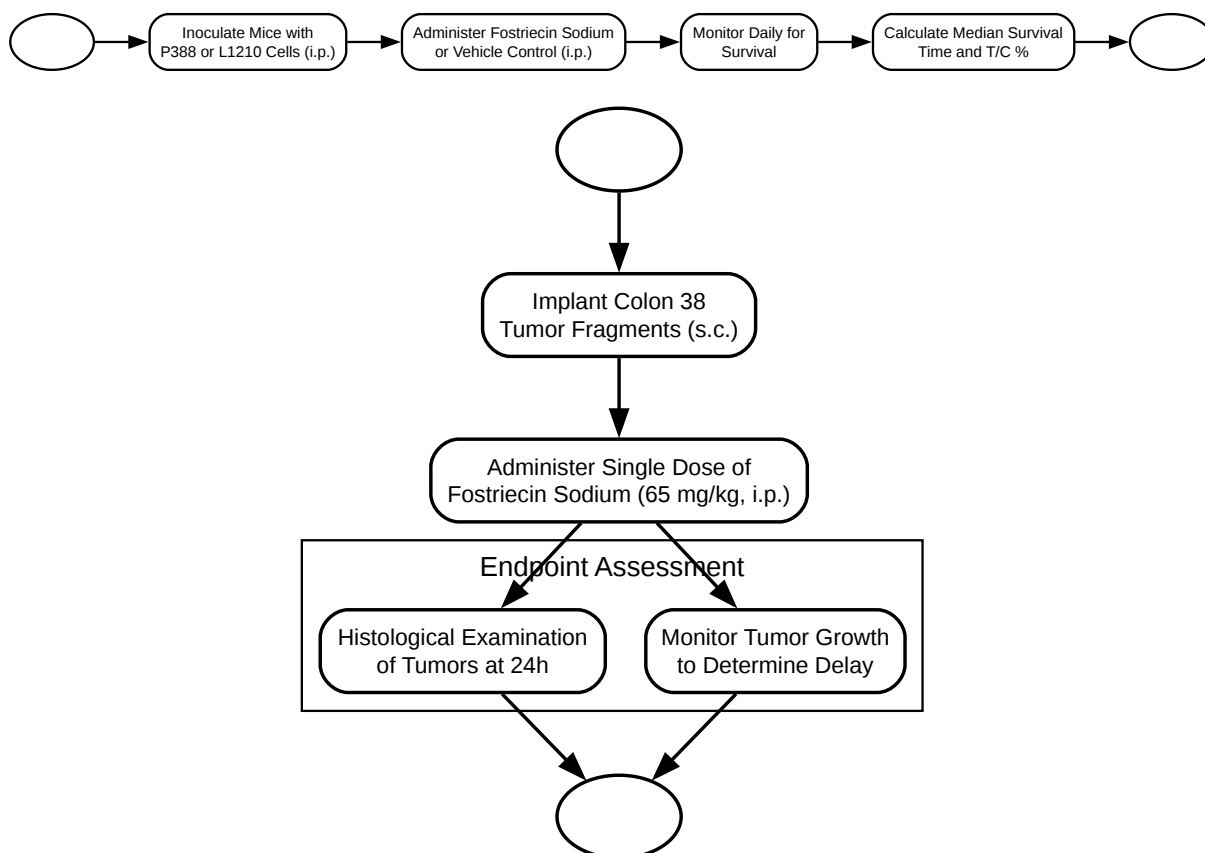 Inoculate Mice with
P388 or L1210 Cells (i.p.)
Administer Fostriecin Sodium
or Vehicle Control (i.p.)
Monitor Daily for
Survival
Calculate Median Survival
Time and T/C %
Implant Colon 38
Tumor Fragments (s.c.)
Administer Single Dose of
Fostriecin Sodium (65 mg/kg, i.p.)
Endpoint Assessment
Histological Examination
of Tumors at 24h
Monitor Tumor Growth
to Determine Delay